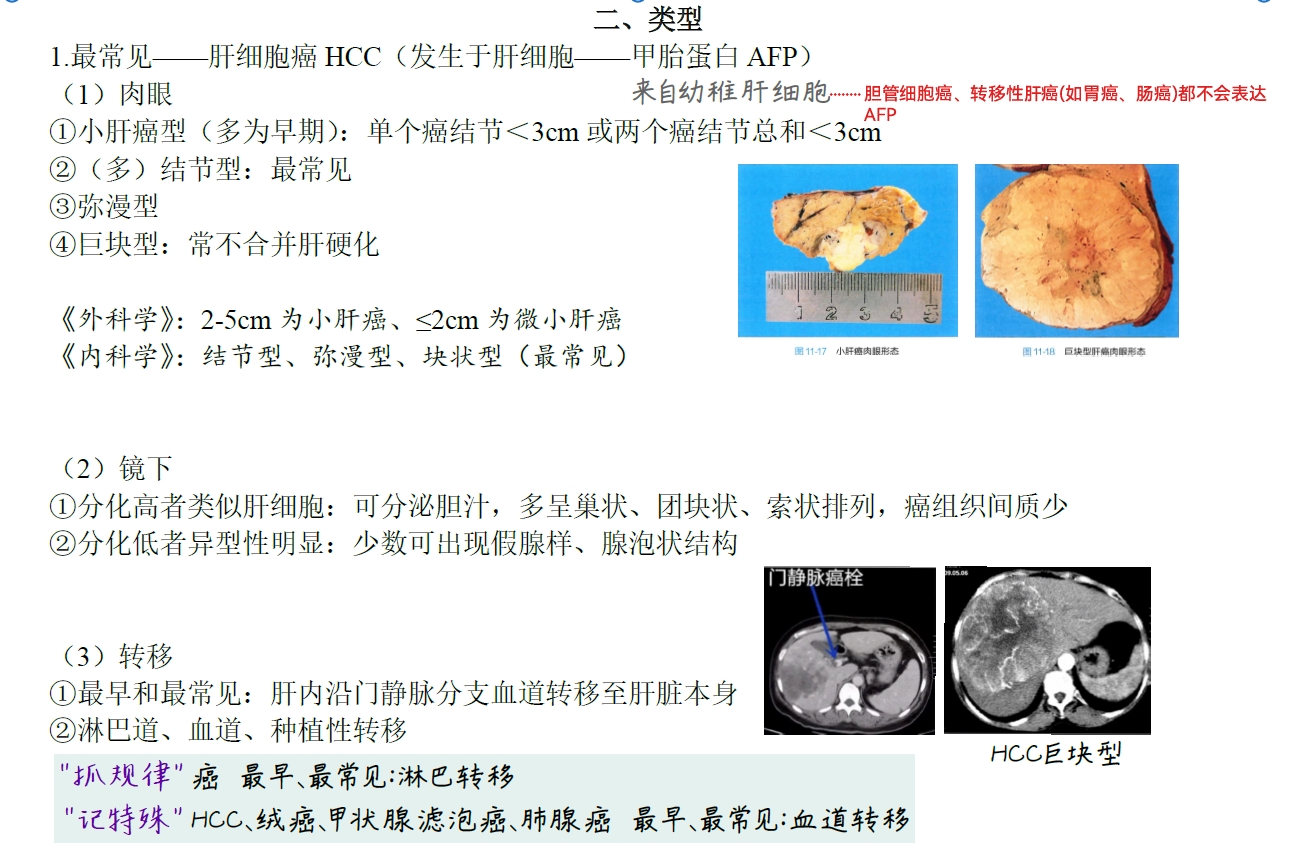 二、类型
1.最常见——肝细胞癌 HCC（发生于肝细胞——甲胎蛋白 AFP）
（1）肉眼
来自幼稚肝细胞········胆管细胞癌、转移性肝癌(如胃癌、肠癌)都不会表达
AFP
①小肝癌型（多为早期）：单个癌结节＜3cm 或两个癌结节总和＜3cm
②（多）结节型：最常见
③弥漫型
④巨块型：常不合并肝硬化
1 2 3 4 5
图 11-17 小肝癌肉眼形态
图 11-18 巨块型肝癌肉眼形态
《外科学》：2-5cm 为小肝癌、≤2cm 为微小肝癌
《内科学》：结节型、弥漫型、块状型（最常见）
（2）镜下
①分化高者类似肝细胞：可分泌胆汁，多呈巢状、团块状、索状排列，癌组织间质少
②分化低者异型性明显：少数可出现假腺样、腺泡状结构
门静脉癌栓
09.05.06
（3）转移
①最早和最常见：肝内沿门静脉分支血道转移至肝脏本身
②淋巴道、血道、种植性转移
HCC巨块型
"抓规律" 癌 最早、最常见:淋巴转移
"记特殊" HCC、绒癌、甲状腺滤泡癌、肺腺癌 最早、最常见:血道转移